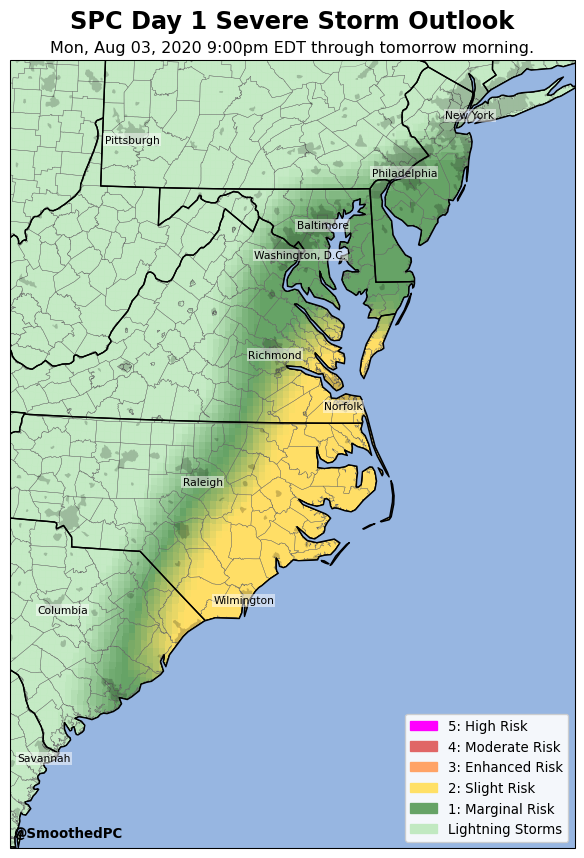 SPC Day 1 Severe Storm Outlook
Mon, Aug 03, 2020 9:00pm EDT through tomorrow morning.
New York
Pittsburgh
Philadelphia
Baltimore
Washington, D.C.
Richmond
Norfolk
Raleigh
Wilmington
Columbia
Savannah
5: High Risk
4: Moderate Risk
3: Enhanced Risk
2: Slight Risk
1: Marginal Risk
Lightning Storms
@SmoothedPC